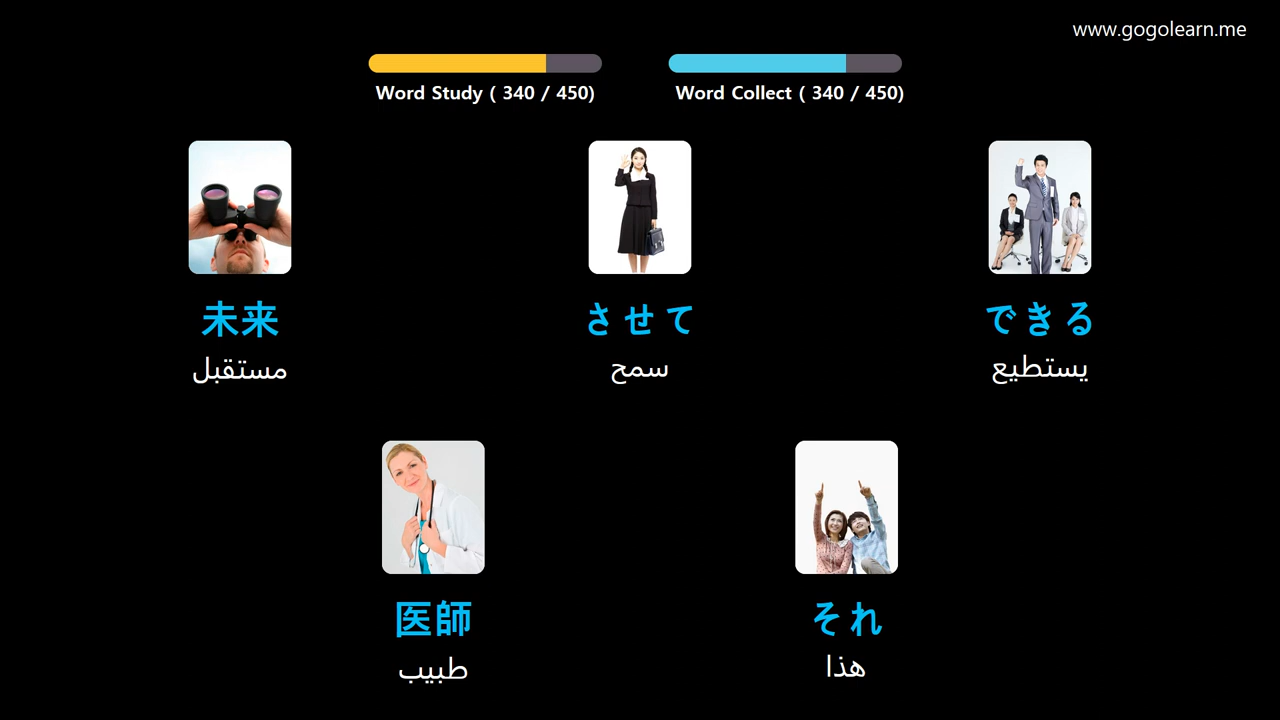 www.gogolearn.me
Word Study ( 340 / 450)
Word Collect ( 340 / 450)
未来
مستقبل
させて
سمح
できる
يستطيع
医師
طبيب
それ
هذا